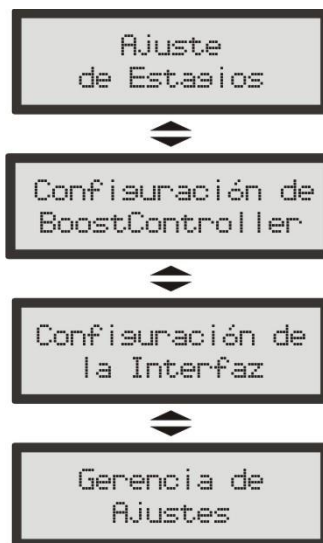 Ajuste
de Estagios
Configuración de
BoostController
Configuración de
la Interfaz
Gerencia de
Ajustes